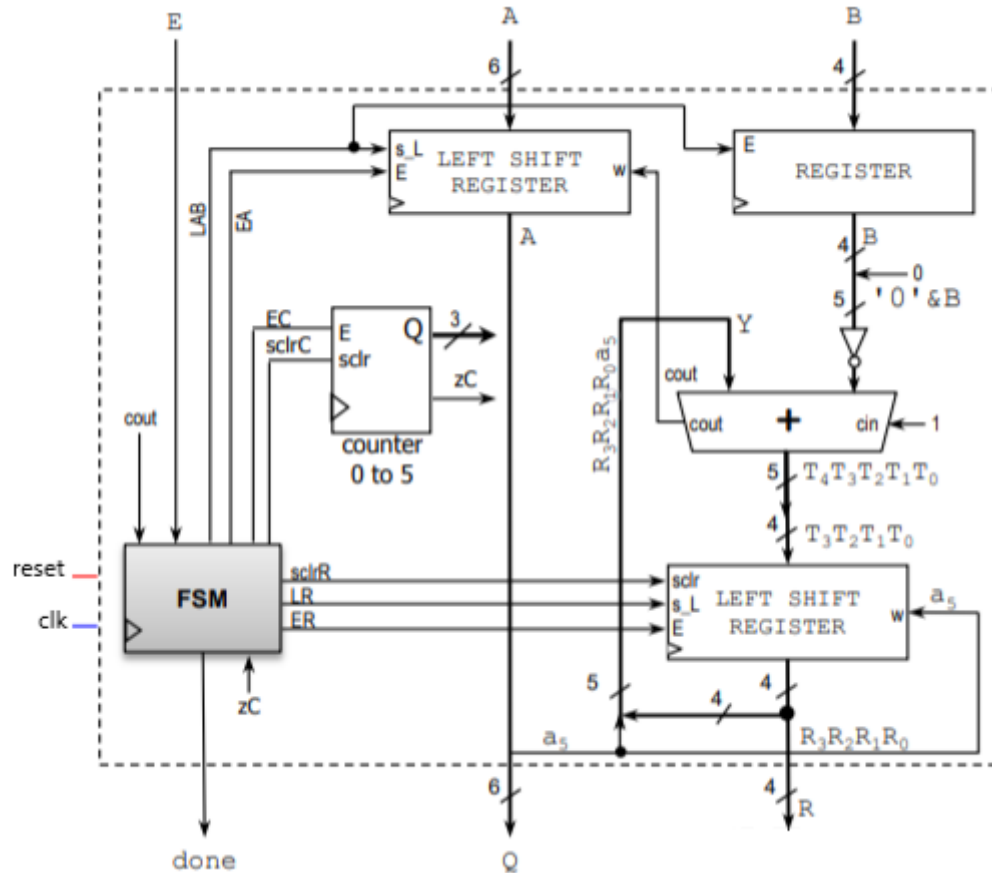 E
A
B
6
4
s_L
E
LEFT SHIFT
REGISTER
w
E
REGISTER
LAB
EA
A
4
B
0
5
'0'&B
EC
sclrC
E
sclr
Q
3
zC
counter
0 to 5
R₃R₂R₁R₀a₅
Y
cout
cout
+
cin
1
5
T₄T₃T₂T₁T₀
4
T₃T₂T₁T₀
cout
reset
clk
FSM
sclrR
LR
ER
sclr
s_L
E
LEFT SHIFT
REGISTER
w
a₅
zC
5
4
4
a₅
R₃R₂R₁R₀
6
4
R
done
Q